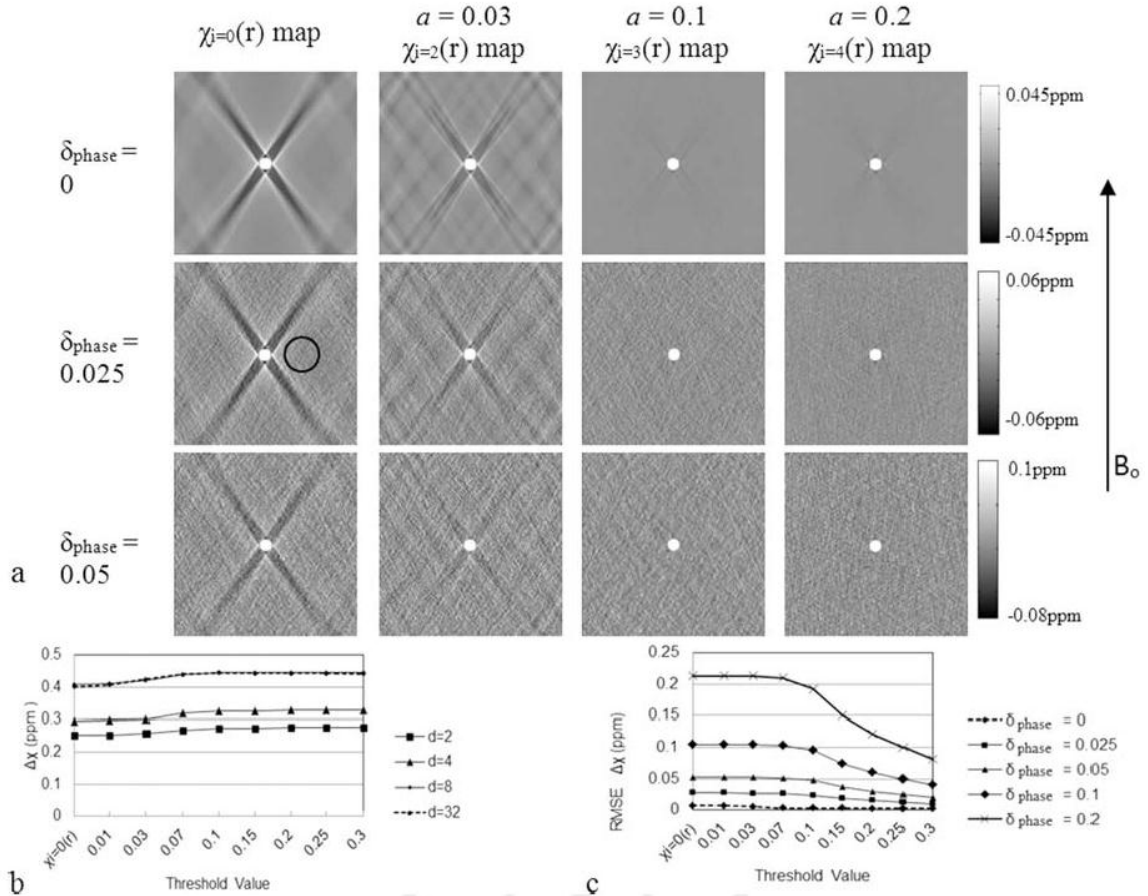 a = 0.03
a = 0.1
a = 0.2
χi=0(r) map
χi=2(r) map
χi=3(r) map
χi=4(r) map
δphase =
0
0.045ppm
-0.045ppm
δphase =
0.025
0.06ppm
-0.06ppm
δphase =
0.05
0.1ppm
-0.08ppm
Bo
a
0.5
0.4
0.3
0.2
0.1
0
Δχ (ppm)
χi=0(r)
0.01
0.03
0.07
0.1
0.15
0.2
0.25
0.3
Threshold Value
d=2
d=4
d=8
d=32
b
0.25
0.2
0.15
0.1
0.05
0
RMSE Δχ (ppm)
χi=0(r)
0.01
0.03
0.07
0.1
0.15
0.2
0.25
0.3
Threshold Value
δ phase = 0
δ phase = 0.025
δ phase = 0.05
δ phase = 0.1
δ phase = 0.2
c